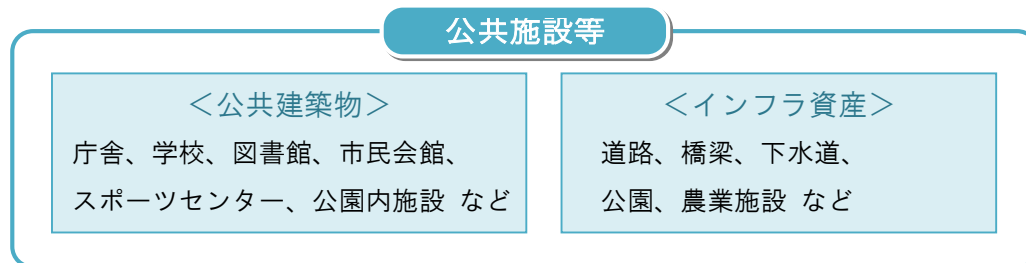 公共施設等
＜公共建築物＞
庁舎、学校、図書館、市民会館、
スポーツセンター、公園内施設 など
＜インフラ資産＞
道路、橋梁、下水道、
公園、農業施設 など